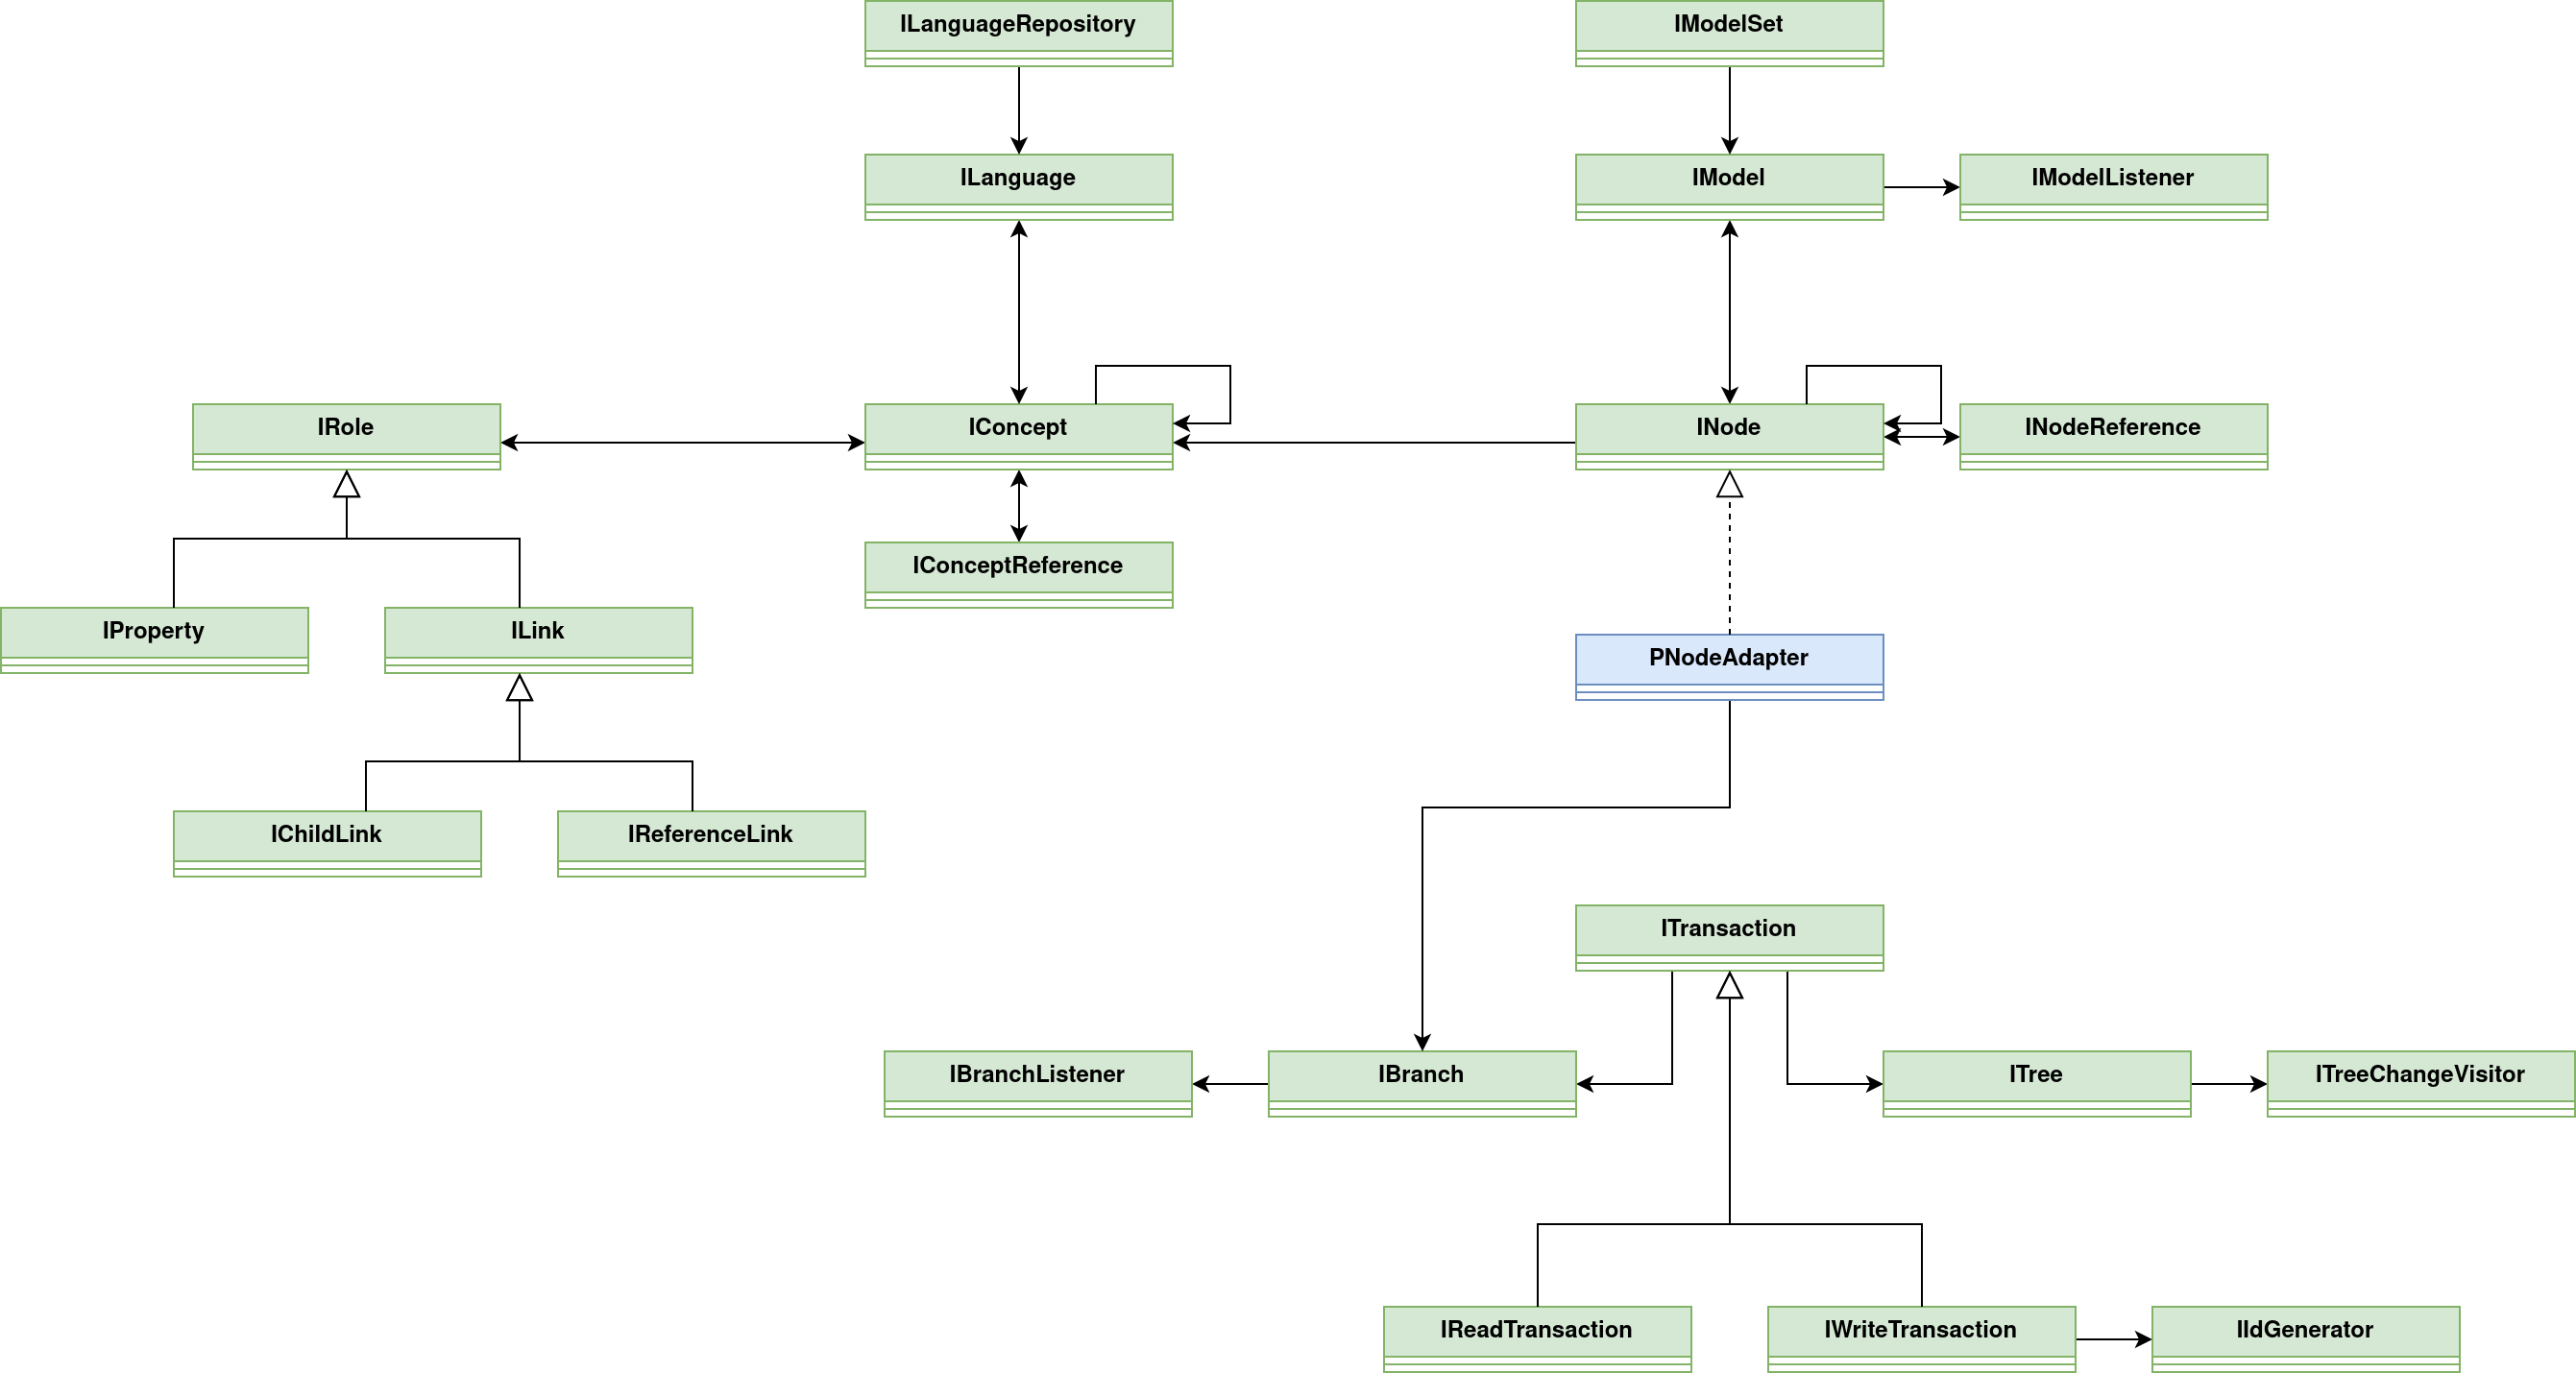 ILanguageRepository
IModelSet
ILanguage
IModel
IModelListener
IRole
IConcept
INode
INodeReference
IConceptReference
IProperty
ILink
PNodeAdapter
IChildLink
IReferenceLink
ITransaction
IBranchListener
IBranch
ITree
ITreeChangeVisitor
IReadTransaction
IWriteTransaction
IIdGenerator